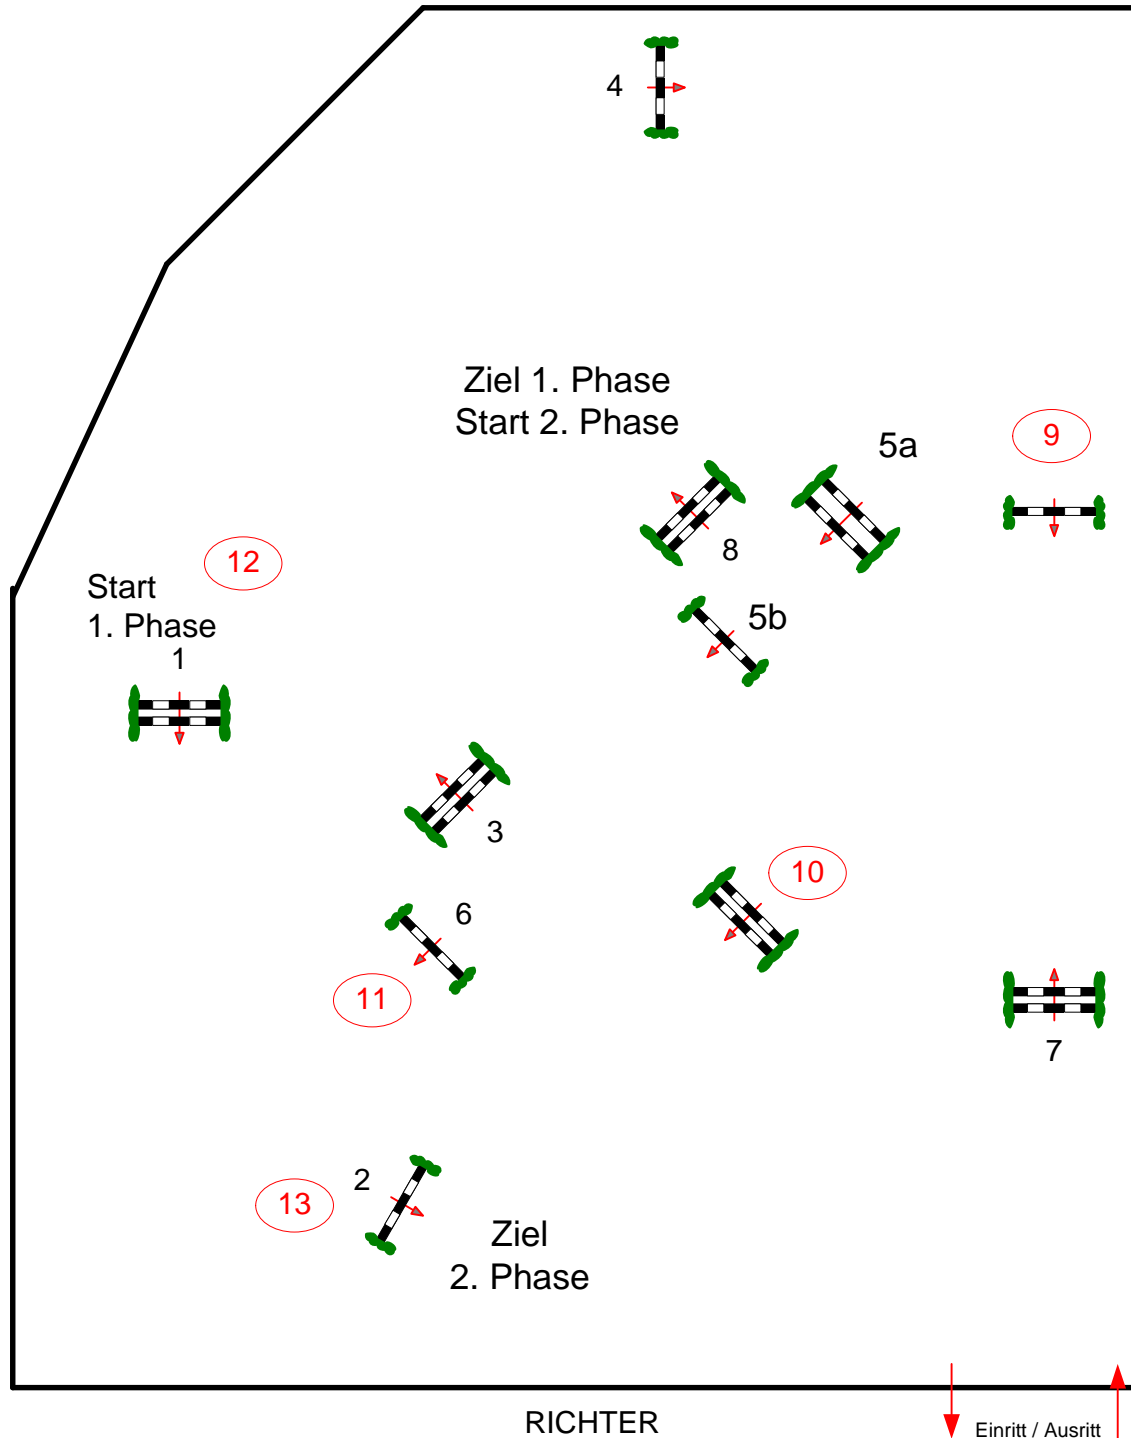 4
Ziel 1. Phase
Start 2. Phase
5a
9
8
12
Start
1. Phase
5b
1
3
10
6
11
7
2
13
Ziel
2. Phase
RICHTER
Einritt / Ausritt